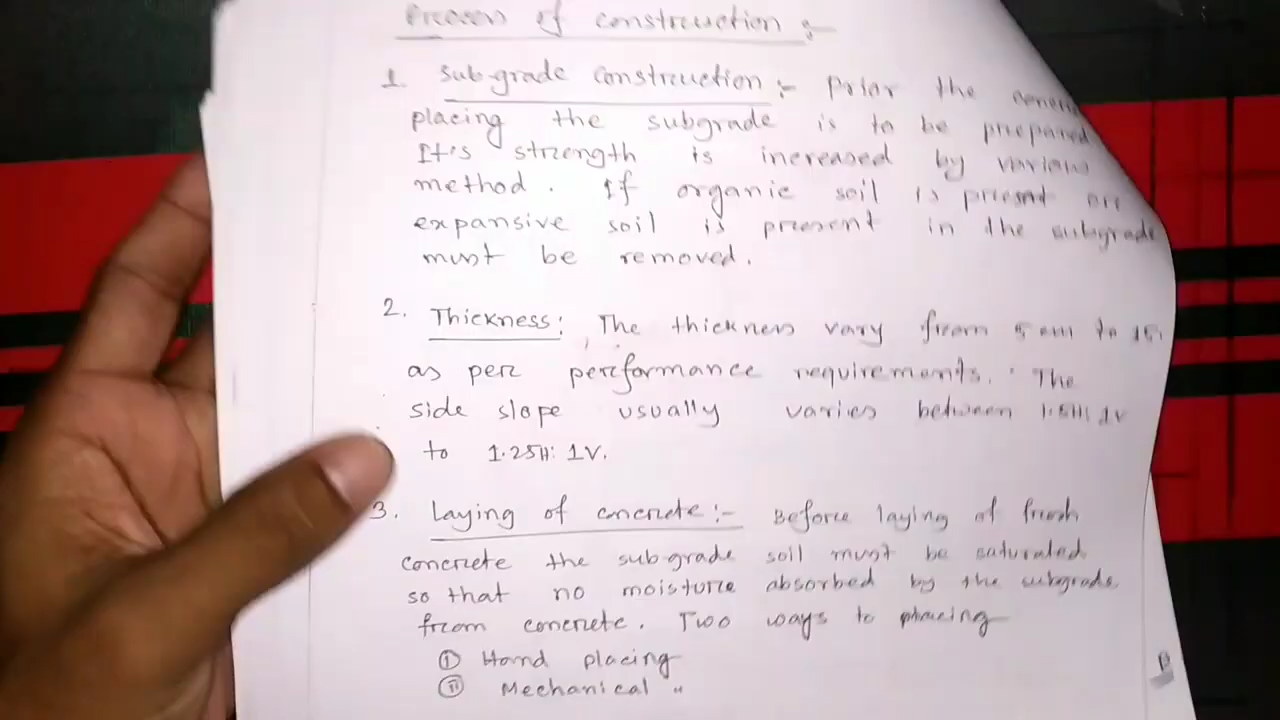 Process of construction :-
1. Sub-grade construction :- Prior the
placing the subgrade is to be prepared
It's strength is increased by various
method. If organic soil is present or
expansive soil is present in the subgrade
must be removed.
2. Thickness: The thickness vary from 5 cm to 15
as per performance requirements. The
side slope usually varies between 1.5H:1V
to 1.25H:1V.
3. Laying of concrete :- Before laying of fresh
concrete the sub-grade soil must be saturated
so that no moisture absorbed by the subgrade
from concrete. Two ways to placing
① Hand placing
② Mechanical "